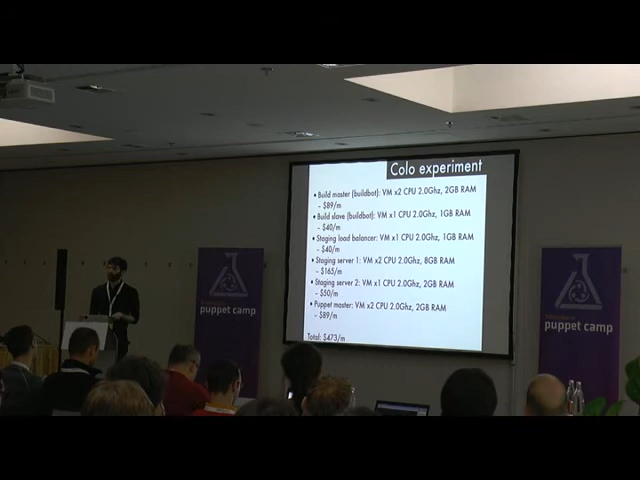 Colo experiment
• Build master (buildbot): VM x2 CPU 2.0Ghz, 2GB RAM
– $89/m
• Build slave (buildbot): VM x1 CPU 2.0Ghz, 1GB RAM
– $40/m
• Staging load balancer: VM x1 CPU 2.0Ghz, 1GB RAM
– $40/m
• Staging server 1: VM x2 CPU 2.0Ghz, 8GB RAM
– $165/m
• Staging server 2: VM x1 CPU 2.0Ghz, 2GB RAM
– $50/m
• Puppet master: VM x2 CPU 2.0Ghz, 2GB RAM
– $89/m
Total: $473/m
puppet camp
puppet camp